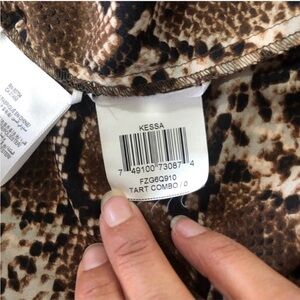 KESSA
7 49100 73087 4
FZG6Q910
TART COMBO / 0